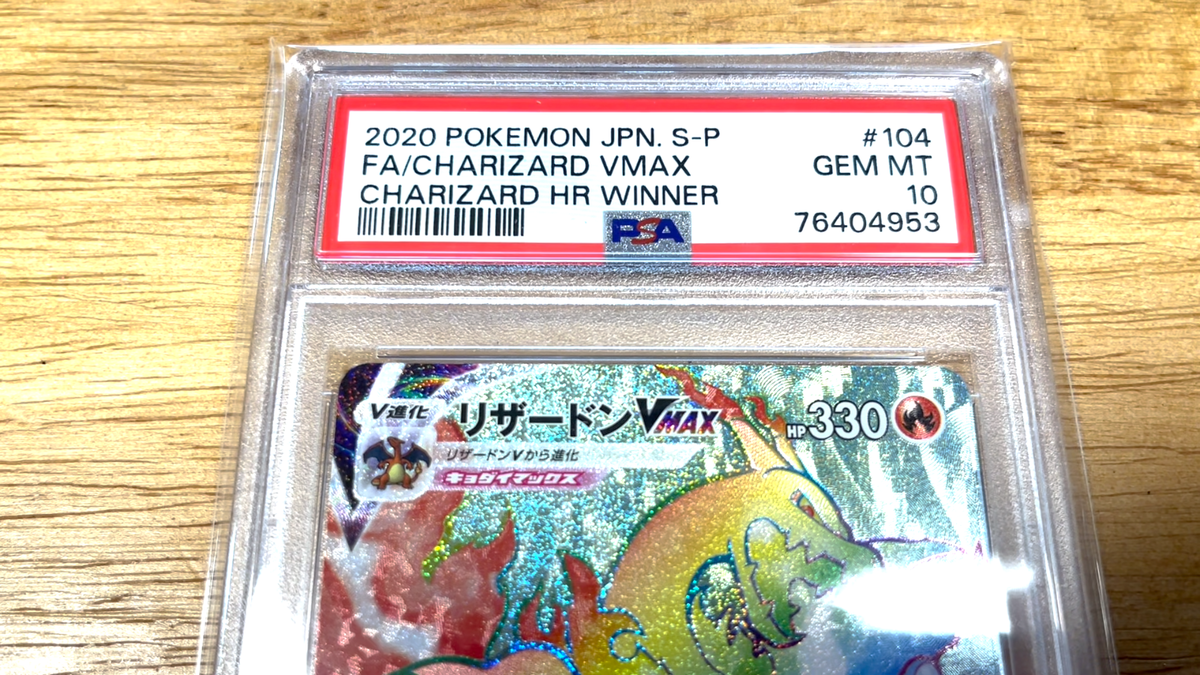 2020 POKEMON JPN. S-P #104
FA/CHARIZARD VMAX GEM MT
CHARIZARD HR WINNER 10
PSA 76404953
V進化 リザードンVMAX HP330
リザードンVから進化
キョダイマックス